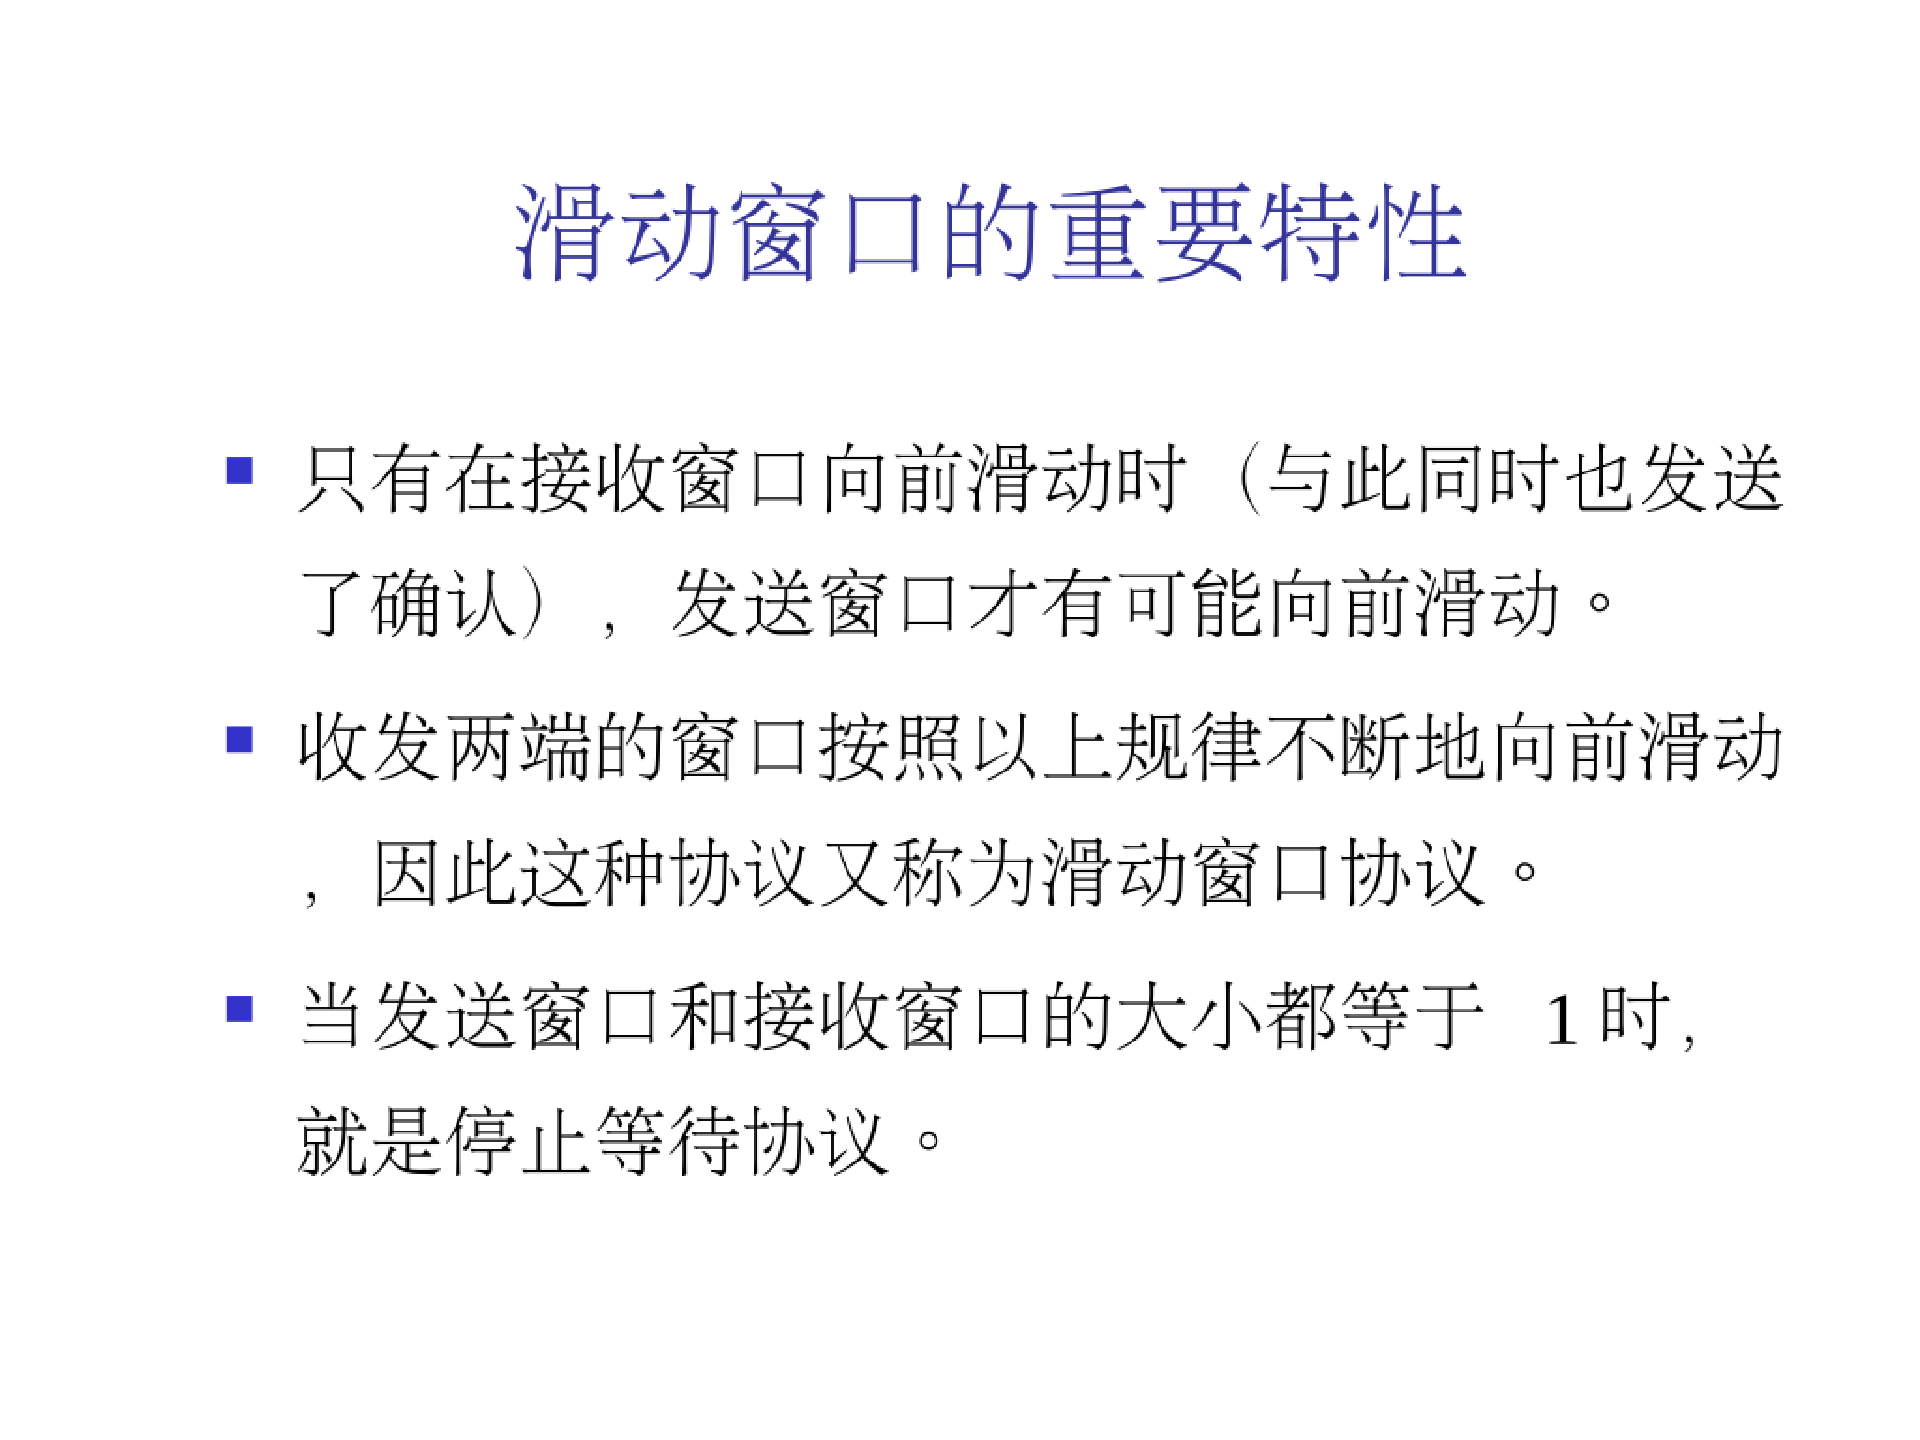 滑动窗口的重要特性
只有在接收窗口向前滑动时（与此同时也发送
了确认），发送窗口才有可能向前滑动。
收发两端的窗口按照以上规律不断地向前滑动
，因此这种协议又称为滑动窗口协议。
当发送窗口和接收窗口的大小都等于 1时，
就是停止等待协议。